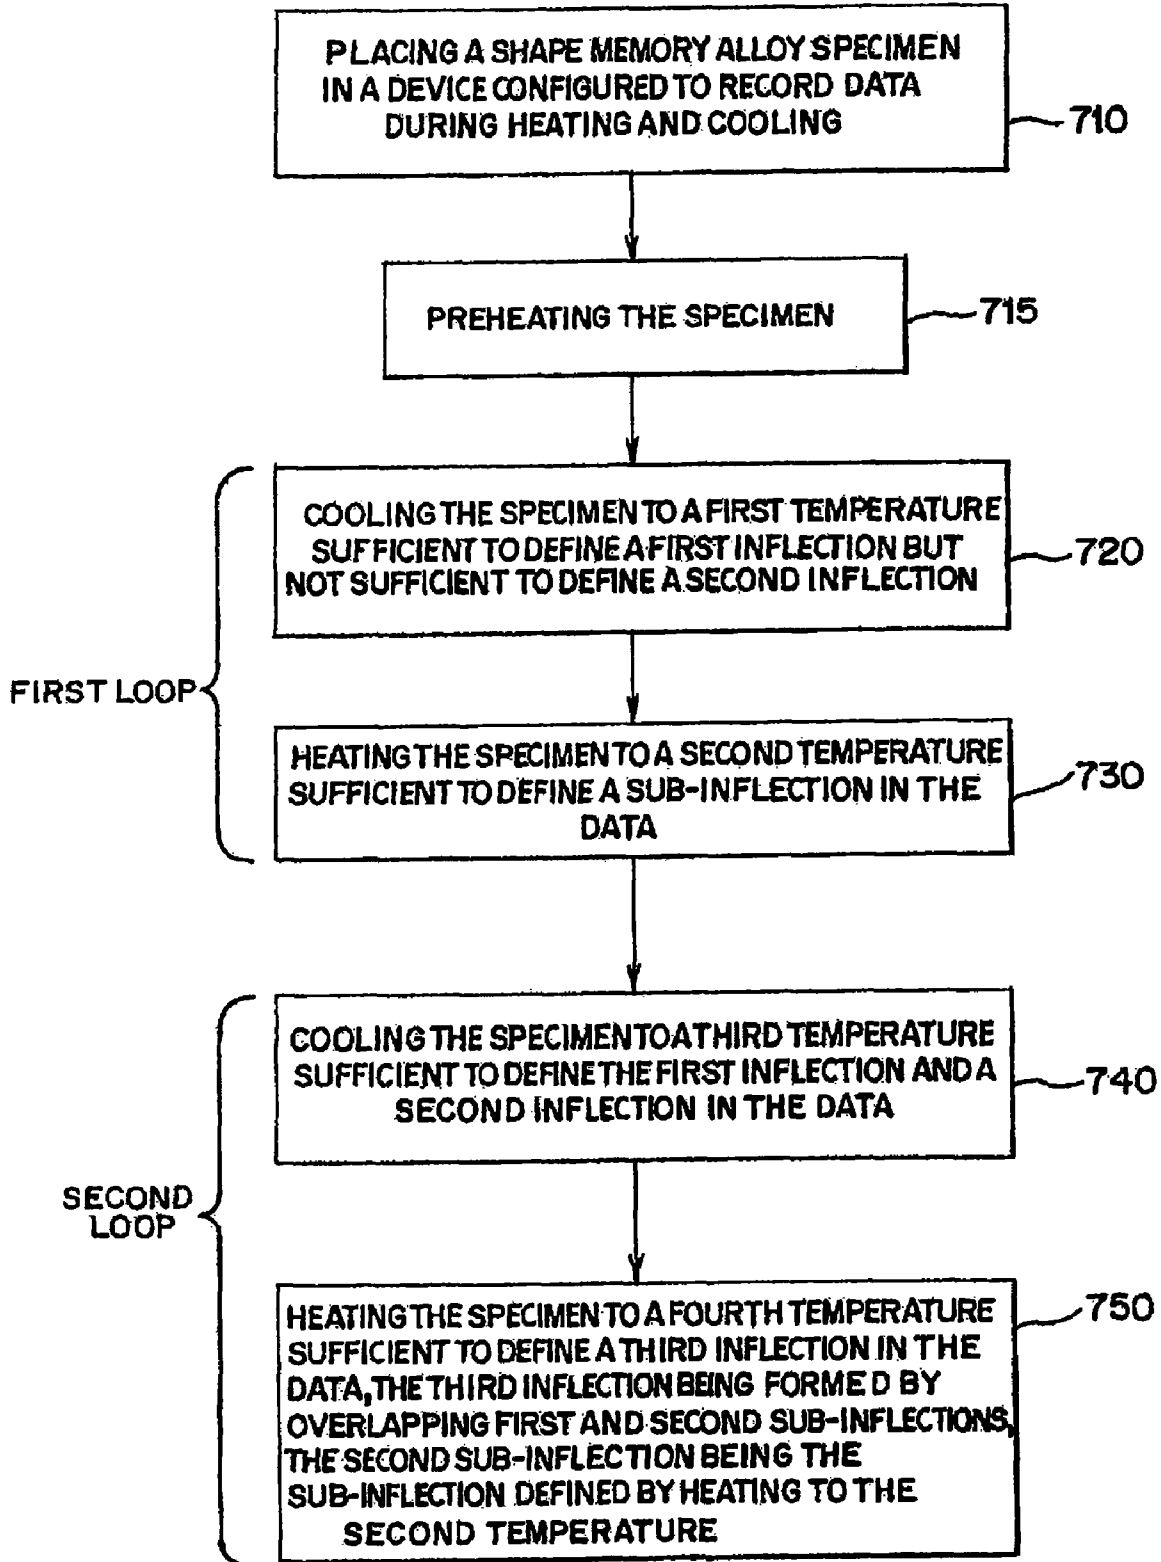 PLACING A SHAPE MEMORY ALLOY SPECIMEN
IN A DEVICE CONFIGURED TO RECORD DATA
DURING HEATING AND COOLING
710
PREHEATING THE SPECIMEN
715
COOLING THE SPECIMEN TO A FIRST TEMPERATURE
SUFFICIENT TO DEFINE A FIRST INFLECTION BUT
NOT SUFFICIENT TO DEFINE A SECOND INFLECTION
720
FIRST LOOP
HEATING THE SPECIMEN TO A SECOND TEMPERATURE
SUFFICIENT TO DEFINE A SUB-INFLECTION IN THE
DATA
730
COOLING THE SPECIMEN TO A THIRD TEMPERATURE
SUFFICIENT TO DEFINE THE FIRST INFLECTION AND A
SECOND INFLECTION IN THE DATA
740
SECOND
LOOP
HEATING THE SPECIMEN TO A FOURTH TEMPERATURE
SUFFICIENT TO DEFINE A THIRD INFLECTION IN THE
DATA, THE THIRD INFLECTION BEING FORMED BY
OVERLAPPING FIRST AND SECOND SUB-INFLECTIONS,
THE SECOND SUB-INFLECTION BEING THE
SUB-INFLECTION DEFINED BY HEATING TO THE
SECOND TEMPERATURE
750